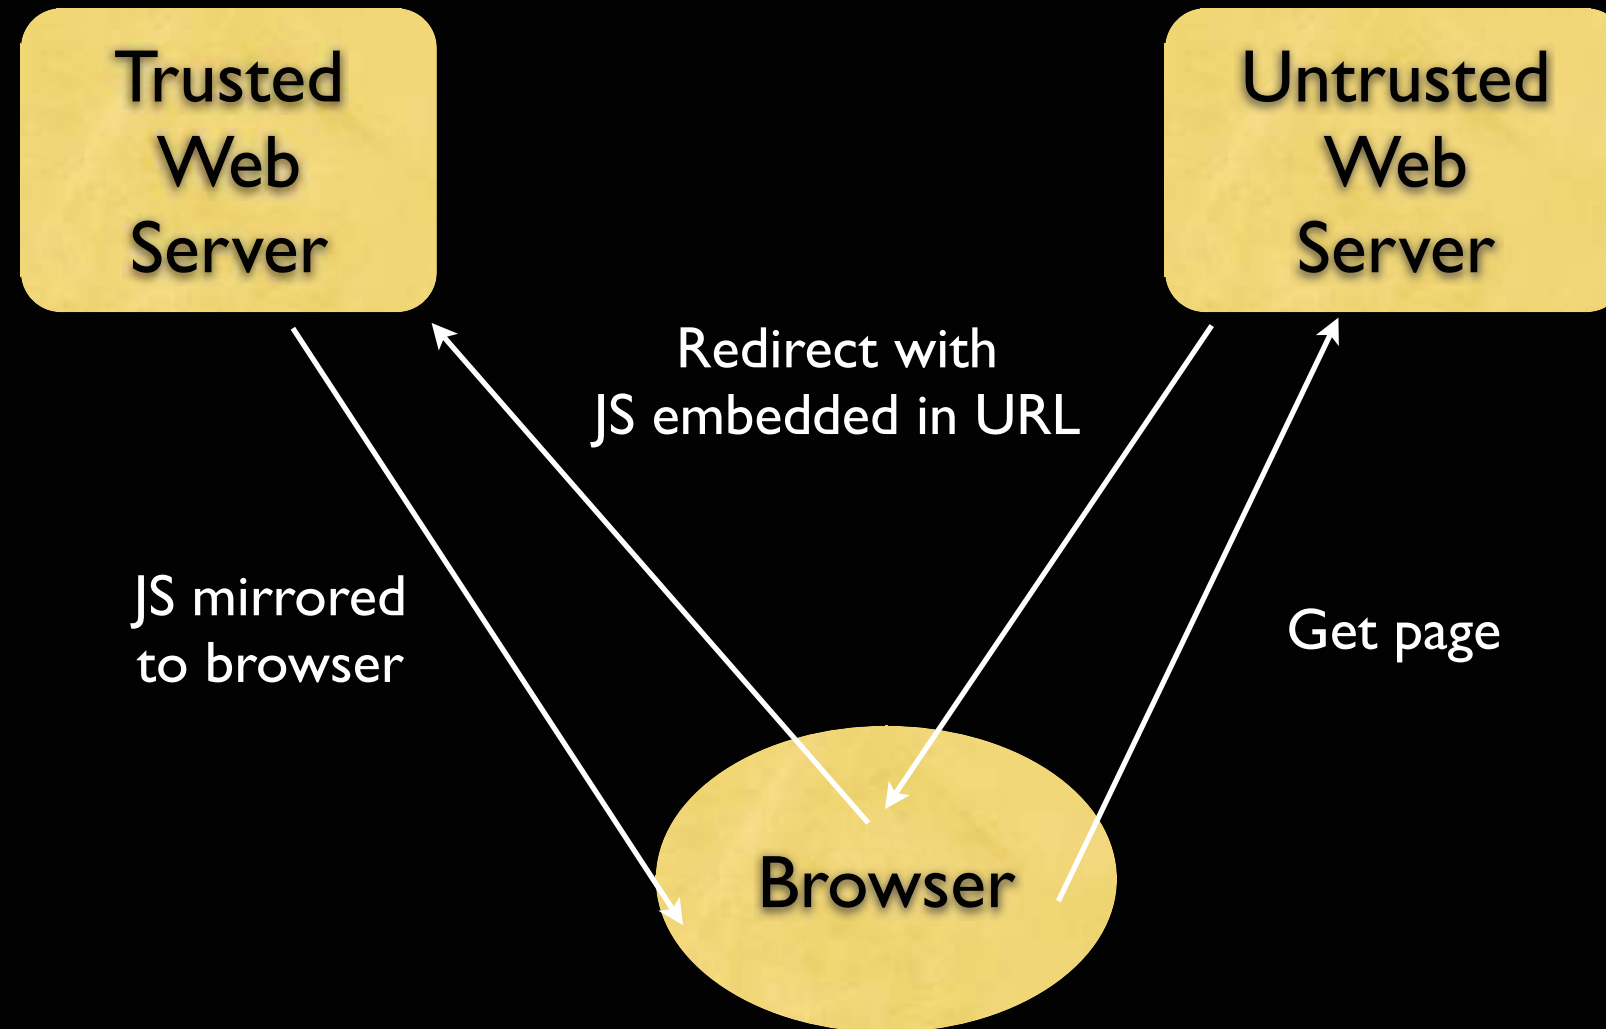 Trusted
Web
Server
Untrusted
Web
Server
Redirect with
JS embedded in URL
JS mirrored
to browser
Get page
Browser